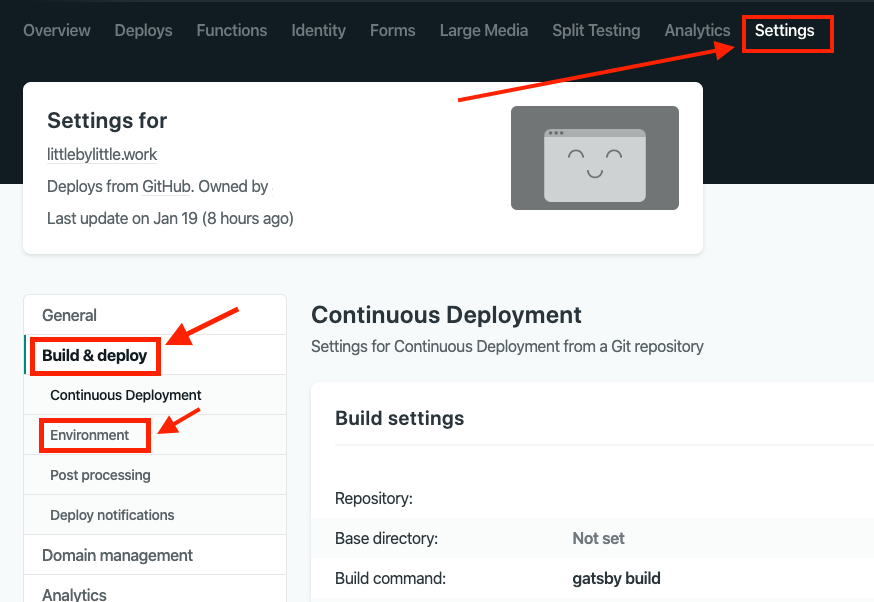 Overview Deploys Functions Identity Forms Large Media Split Testing Analytics Settings
Settings for
littlebylittle.work
Deploys from GitHub. Owned by
Last update on Jan 19 (8 hours ago)
General
Build & deploy
Continuous Deployment
Environment
Post processing
Deploy notifications
Domain management
Analytics
Continuous Deployment
Settings for Continuous Deployment from a Git repository
Build settings
Repository:
Base directory: Not set
Build command: gatsby build